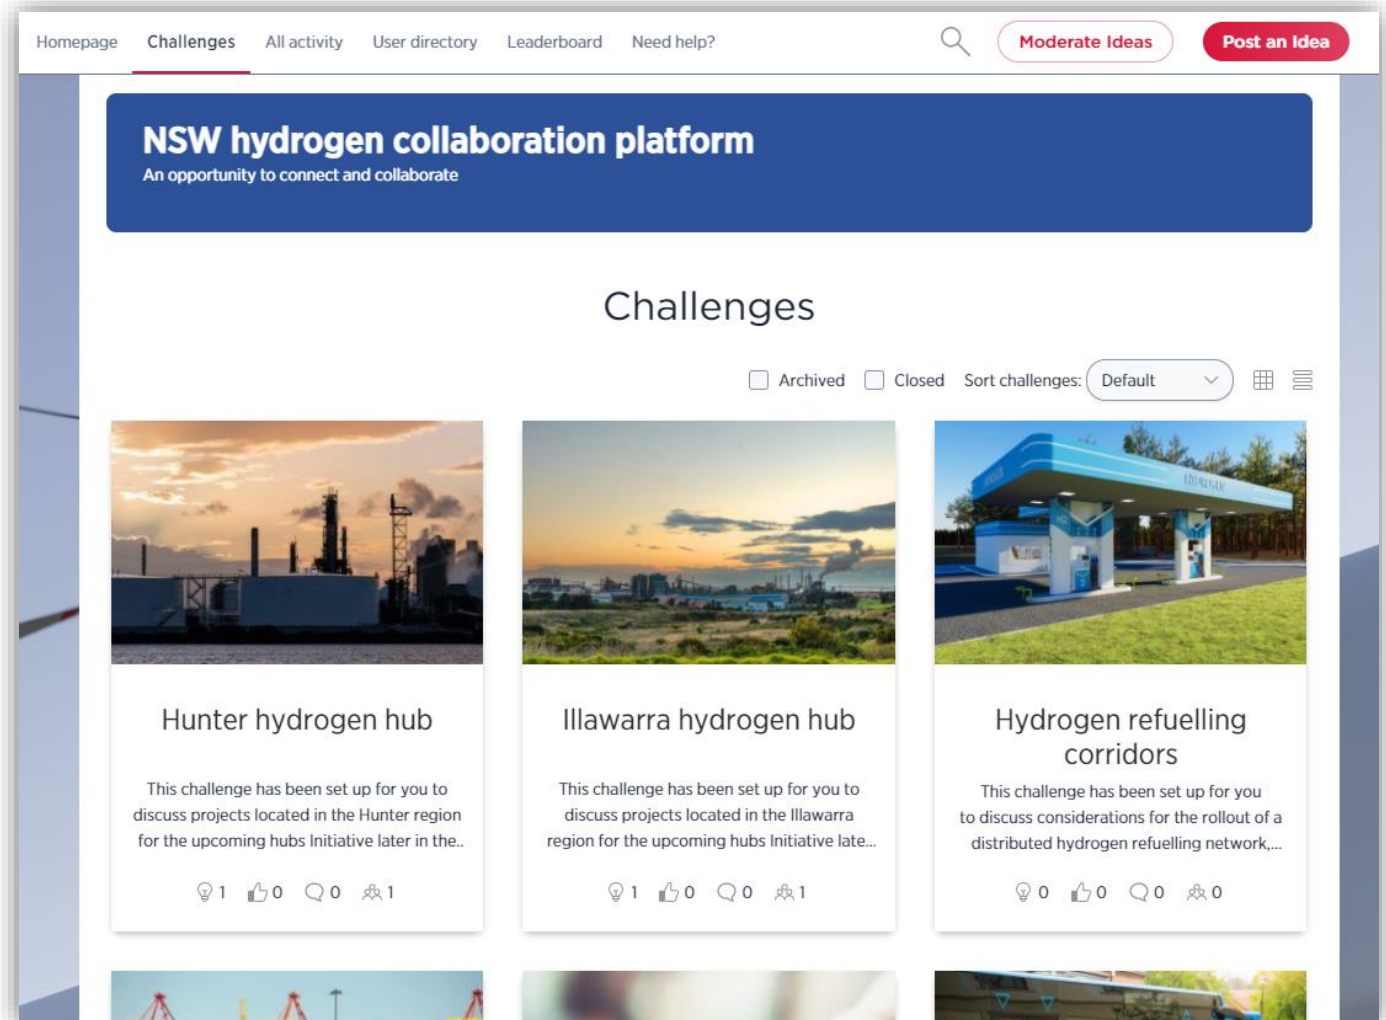 Homepage Challenges All activity User directory Leaderboard Need help? Moderate Ideas Post an Idea
NSW hydrogen collaboration platform
An opportunity to connect and collaborate
Challenges
Archived Closed Sort challenges: Default
HYDROGEN
Hunter hydrogen hub
This challenge has been set up for you to
discuss projects located in the Hunter region
for the upcoming hubs Initiative later in the..
1 0 0 1
Illawarra hydrogen hub
This challenge has been set up for you to
discuss projects located in the Illawarra
region for the upcoming hubs Initiative late...
1 0 0 1
Hydrogen refuelling
corridors
This challenge has been set up for you
to discuss considerations for the rollout of a
distributed hydrogen refuelling network,...
0 0 0 0